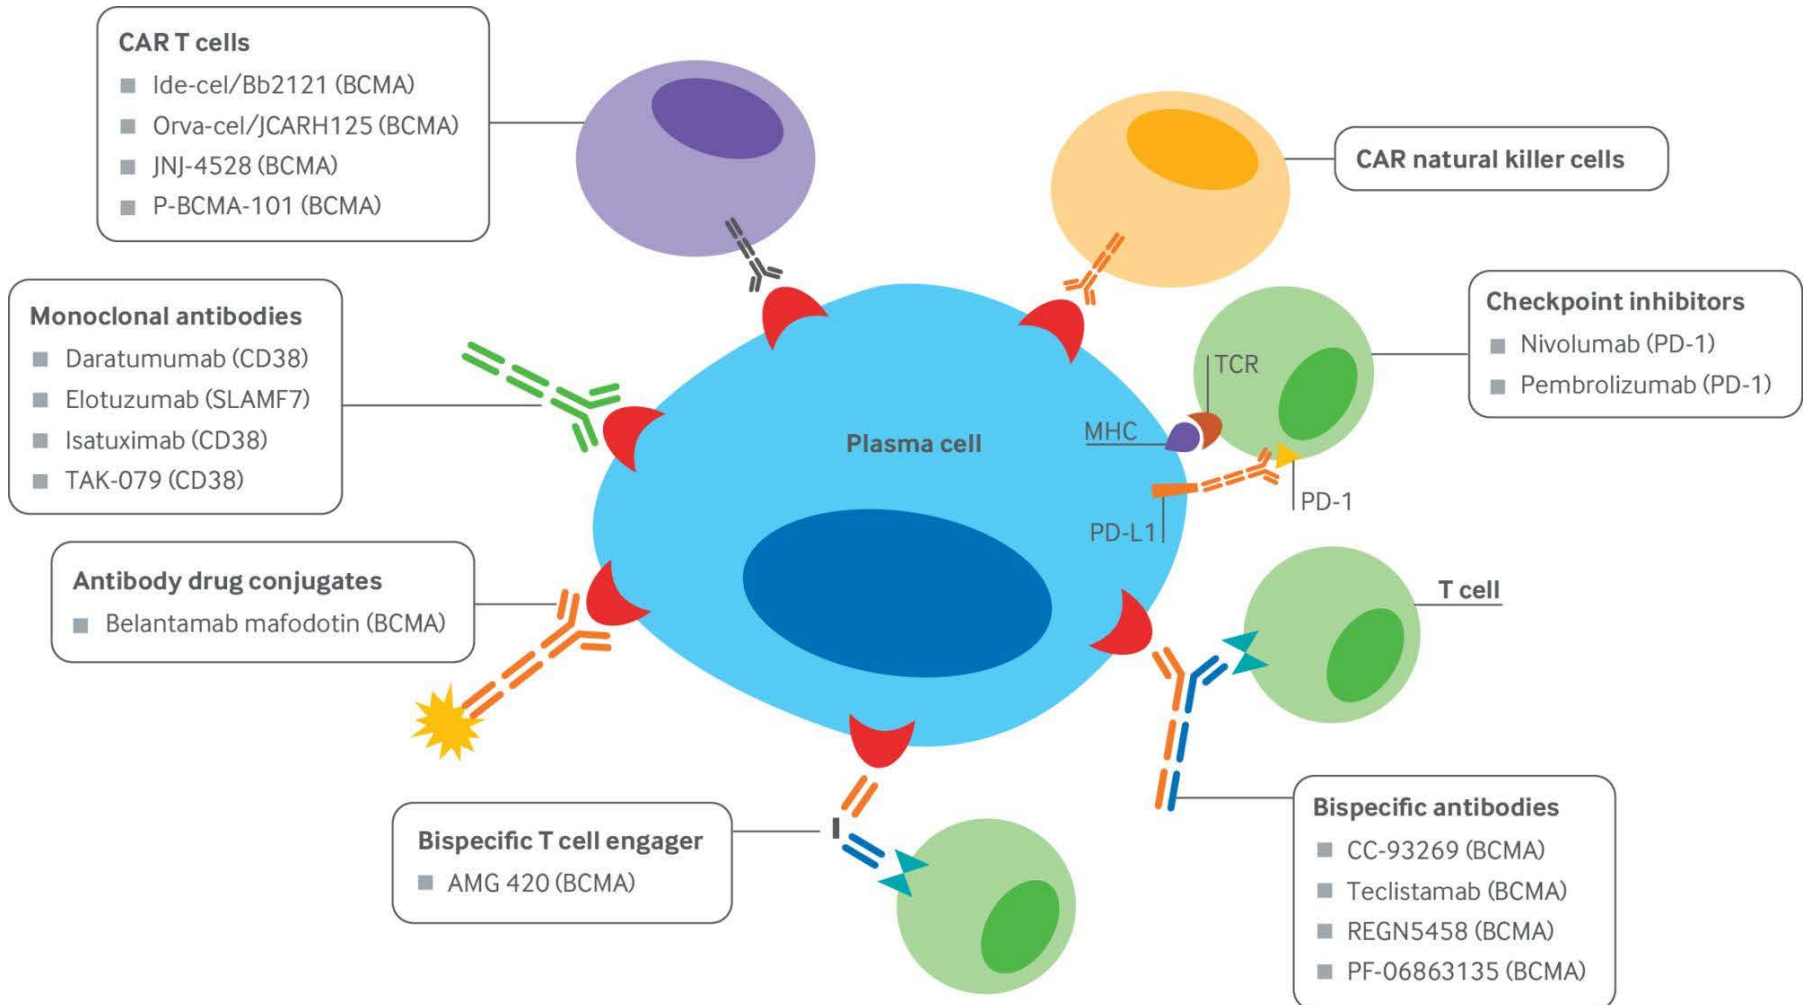 CAR T cells
Ide-cel/Bb2121 (BCMA)
Orva-cel/JCARH125 (BCMA)
JNJ-4528 (BCMA)
P-BCMA-101 (BCMA)
CAR natural killer cells
Monoclonal antibodies
Daratumumab (CD38)
Elotuzumab (SLAMF7)
Isatuximab (CD38)
TAK-079 (CD38)
Checkpoint inhibitors
Nivolumab (PD-1)
Pembrolizumab (PD-1)
TCR
MHC
Plasma cell
PD-1
PD-L1
Antibody drug conjugates
Belantamab mafodotin (BCMA)
T cell
Bispecific T cell engager
AMG 420 (BCMA)
Bispecific antibodies
CC-93269 (BCMA)
Teclistamab (BCMA)
REGN5458 (BCMA)
PF-06863135 (BCMA)